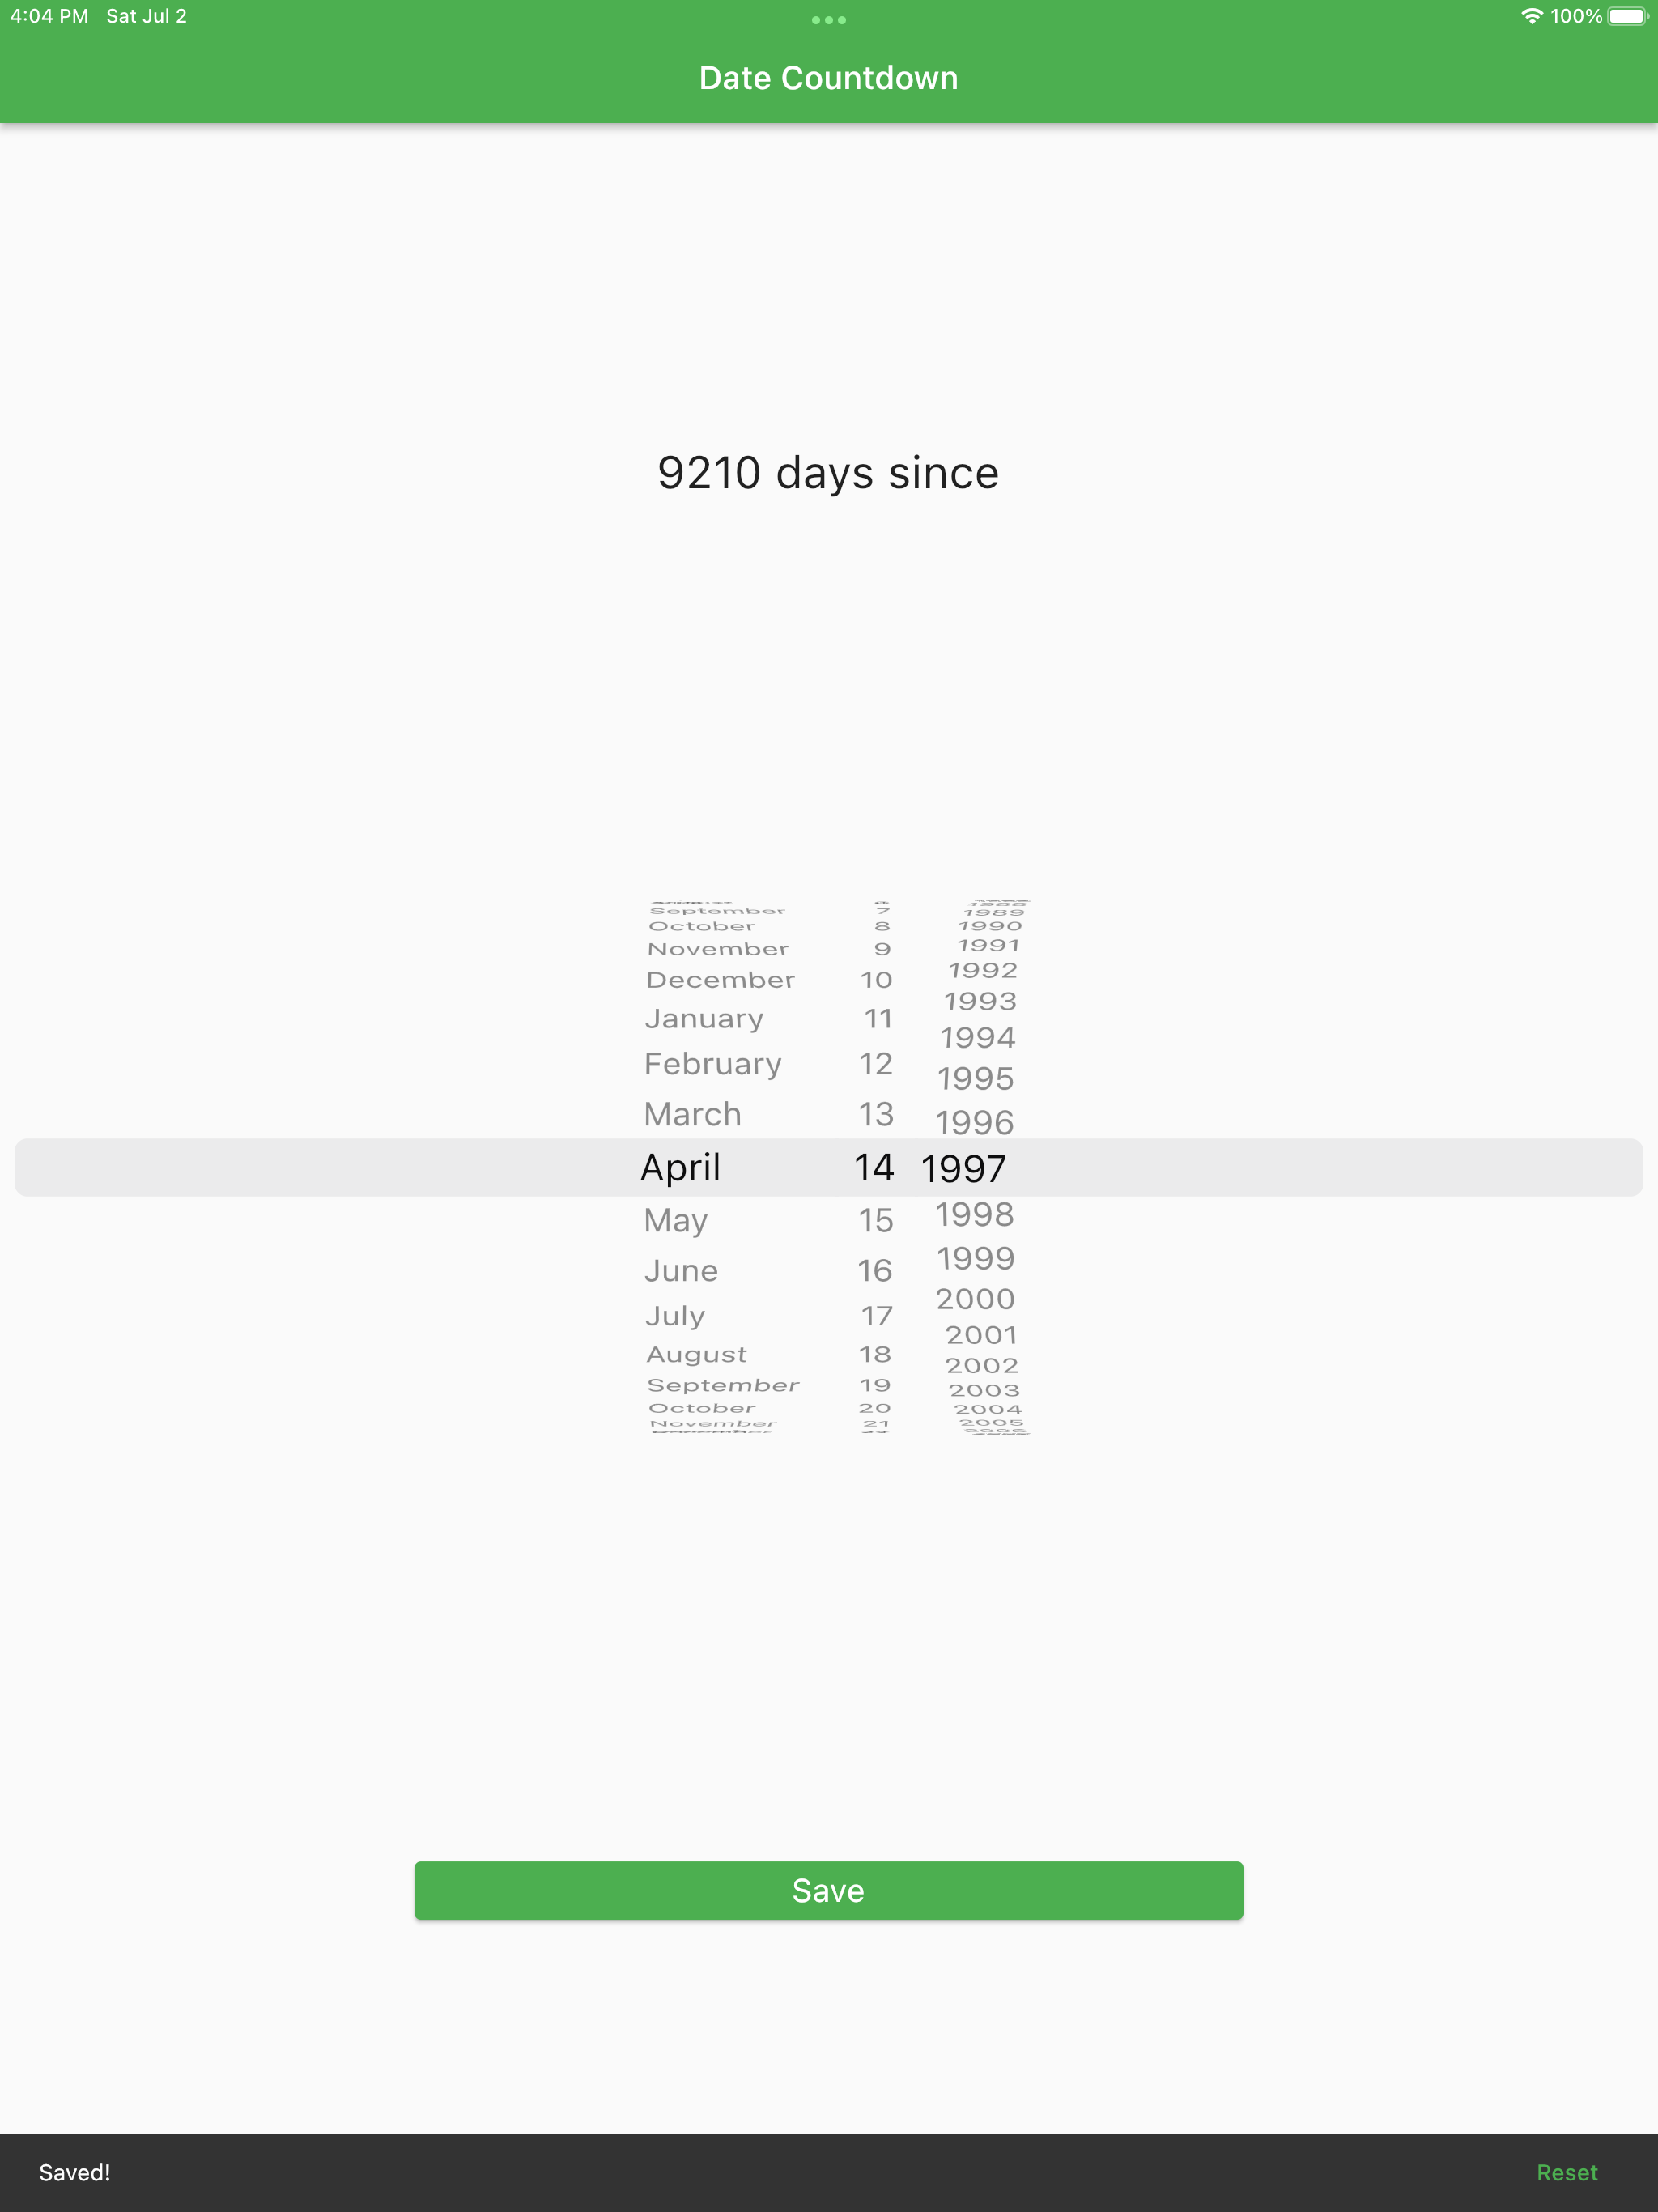 4:04 PM Sat Jul 2 100%
Date Countdown
9210 days since
September 7 1989
October 8 1990
November 9 1991
December 10 1992
January 11 1993
February 12 1994
March 13 1995
1996
April 14 1997
May 15 1998
June 16 1999
July 17 2000
August 18 2001
September 19 2002
October 20 2003
November 21 2004
2005
2006
Save
Saved! Reset